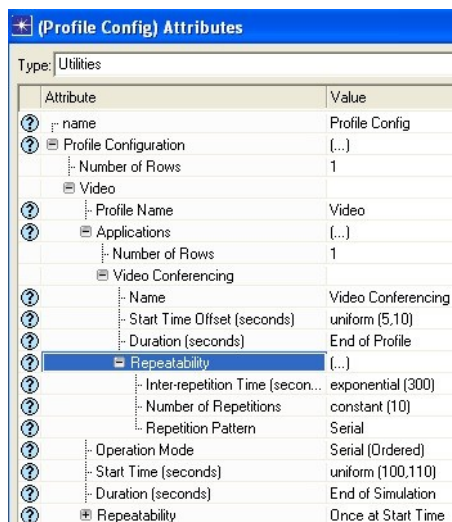 (Profile Config) Attributes
Type: Utilities
Attribute Value
name Profile Config
Profile Configuration (...)
Number of Rows 1
Video
Profile Name Video
Applications (...)
Number of Rows 1
Video Conferencing
Name Video Conferencing
Start Time Offset (seconds) uniform (5,10)
Duration (seconds) End of Profile
Repeatability (...)
Inter-repetition Time (secon... exponential (300)
Number of Repetitions constant (10)
Repetition Pattern Serial
Operation Mode Serial (Ordered)
Start Time (seconds) uniform (100,110)
Duration (seconds) End of Simulation
Repeatability Once at Start Time